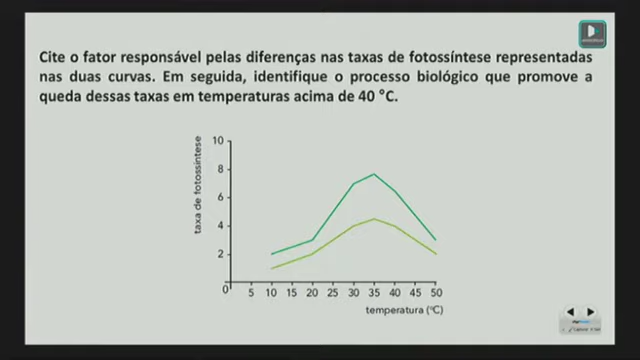 Cite o fator responsável pelas diferenças nas taxas de fotossíntese representadas
nas duas curvas. Em seguida, identifique o processo biológico que promove a
queda dessas taxas em temperaturas acima de 40 °C.
taxa de fotossíntese
10
8
6
4
2
0
5 10 15 20 25 30 35 40 45 50
temperatura (°C)